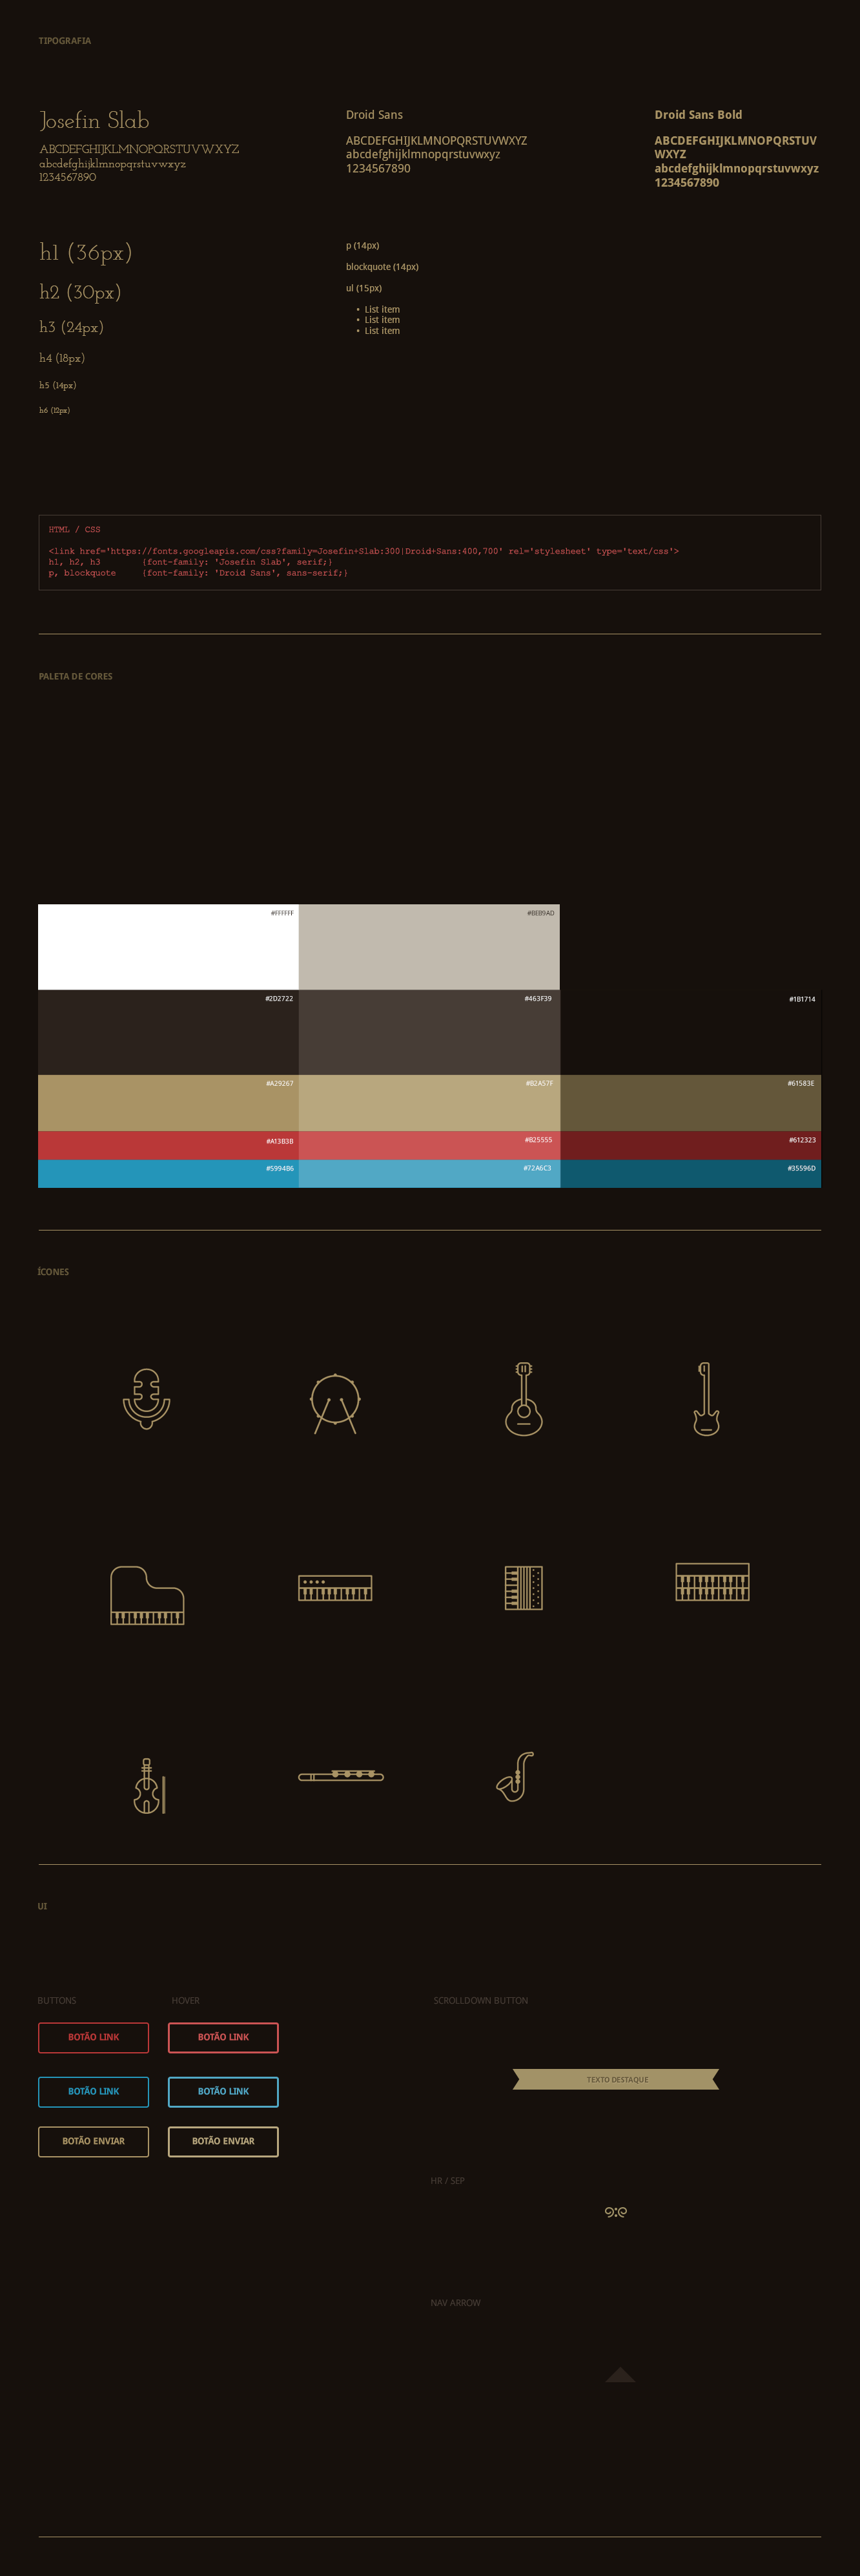 TIPOGRAFIA
Josefin Slab
ABCDEFGHIJKLMNOPQRSTUVWXYZ
abcdefghijklmnopqrstuvwxyz
1234567890
Droid Sans
ABCDEFGHIJKLMNOPQRSTUVWXYZ
abcdefghijklmnopqrstuvwxyz
1234567890
Droid Sans Bold
ABCDEFGHIJKLMNOPQRSTUV
WXYZ
abcdefghijklmnopqrstuvwxyz
1234567890
h1 (36px)
h2 (30px)
h3 (24px)
h4 (18px)
h5 (14px)
h6 (12px)
p (14px)
blockquote (14px)
ul (15px)
• List item
• List item
• List item
HTML / CSS
<link href='https://fonts.googleapis.com/css?family=Josefin+Slab:300|Droid+Sans:400,700' rel='stylesheet' type='text/css'>
h1, h2, h3 {font-family: 'Josefin Slab', serif;}
p, blockquote {font-family: 'Droid Sans', sans-serif;}
PALETA DE CORES
#FFFFFF
#2D2722
#463F39
#1B1714
#A29267
#B2A57F
#61583E
#A13B3B
#B25555
#612323
#5994B6
#72A6C3
#35596D
ÍCONES
UI
BUTTONS
HOVER
SCROLLDOWN BUTTON
BOTÃO LINK
BOTÃO LINK
TEXTO DESTAQUE
BOTÃO LINK
BOTÃO LINK
BOTÃO ENVIAR
BOTÃO ENVIAR
HR / SEP
NAV ARROW